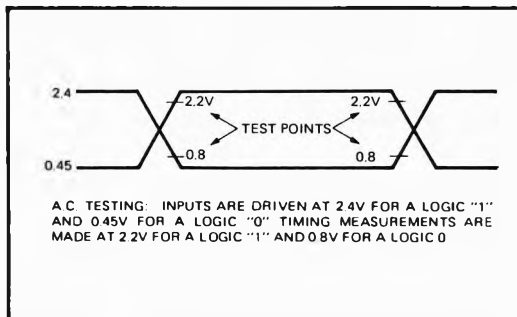 2.4
2.2V 2.2V
TEST POINTS
0.8 0.8
0.45
A.C. TESTING: INPUTS ARE DRIVEN AT 2.4V FOR A LOGIC "1"
AND 0.45V FOR A LOGIC "0" TIMING MEASUREMENTS ARE
MADE AT 2.2V FOR A LOGIC "1" AND 0.8V FOR A LOGIC 0